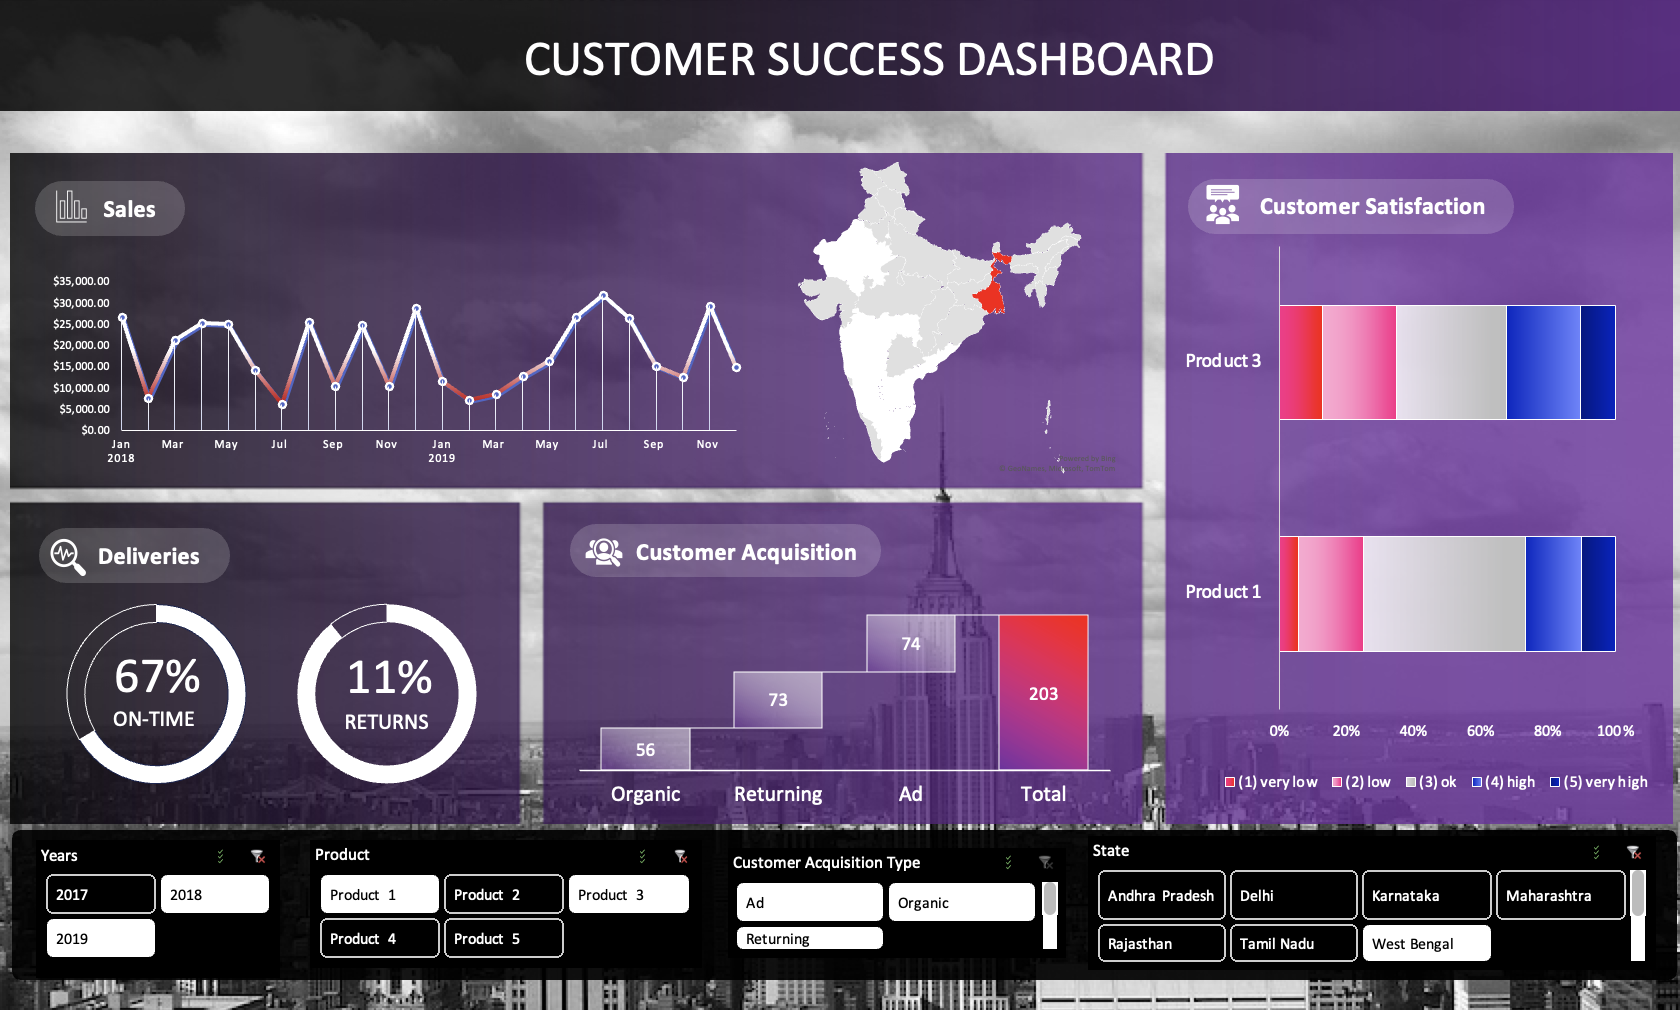 CUSTOMER SUCCESS DASHBOARD
Sales
$35,000.00
$30,000.00
$25,000.00
$20,000.00
$15,000.00
$10,000.00
$5,000.00
$0.00
Jan Mar May Jul Sep Nov Jan Mar May Jul Sep Nov
2018 2019
Customer Satisfaction
Product 3
Product 1
0% 20% 40% 60% 80% 100%
(1) very low (2) low (3) ok (4) high (5) very high
Deliveries
67%
ON-TIME
11%
RETURNS
Customer Acquisition
74
73
203
56
Organic Returning Ad Total
Years
2017 2018
2019
Product
Product 1 Product 2 Product 3
Product 4 Product 5
Customer Acquisition Type
Ad Organic
Returning
State
Andhra Pradesh Delhi Karnataka Maharashtra
Rajasthan Tamil Nadu West Bengal